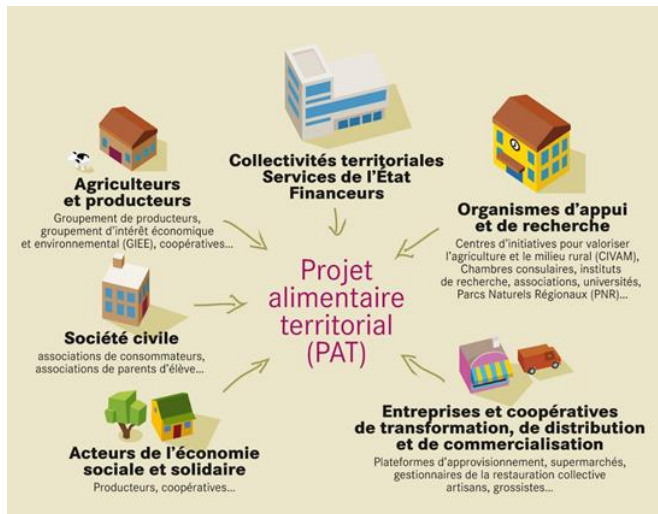 Collectivités territoriales
Services de l'État
Financeurs
Agriculteurs
et producteurs
Groupement de producteurs,
groupement d'intérêt économique
et environnemental (GIEE), coopératives...
Organismes d'appui
et de recherche
Centres d'initiatives pour valoriser
l'agriculture et le milieu rural (CIVAM),
Chambres consulaires, instituts
de recherche, associations, universités,
Parcs Naturels Régionaux (PNR)...
Projet
alimentaire
territorial
(PAT)
Société civile
associations de consommateurs,
associations de parents d'élève...
Acteurs de l'économie
sociale et solidaire
Producteurs, coopératives...
Entreprises et coopératives
de transformation, de distribution
et de commercialisation
Plateformes d'approvisionnement, supermarchés,
gestionnaires de la restauration collective
artisans, grossistes...